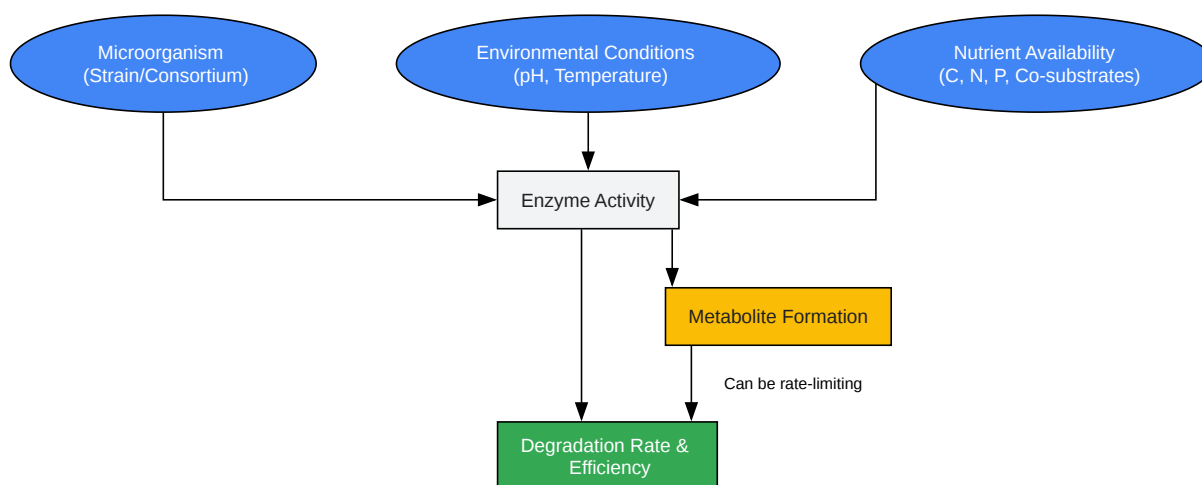 Microorganism
(Strain/Consortium)
Environmental Conditions
(pH, Temperature)
Nutrient Availability
(C, N, P, Co-substrates)
Enzyme Activity
Metabolite Formation
Can be rate-limiting
Degradation Rate &
Efficiency